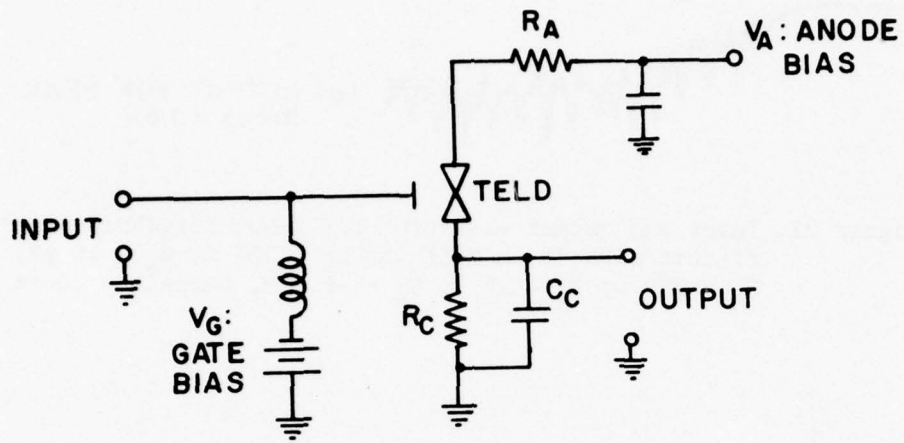 R_A
V_A: ANODE
BIAS
TELD
INPUT
V_G:
GATE
BIAS
R_C
C_C
OUTPUT